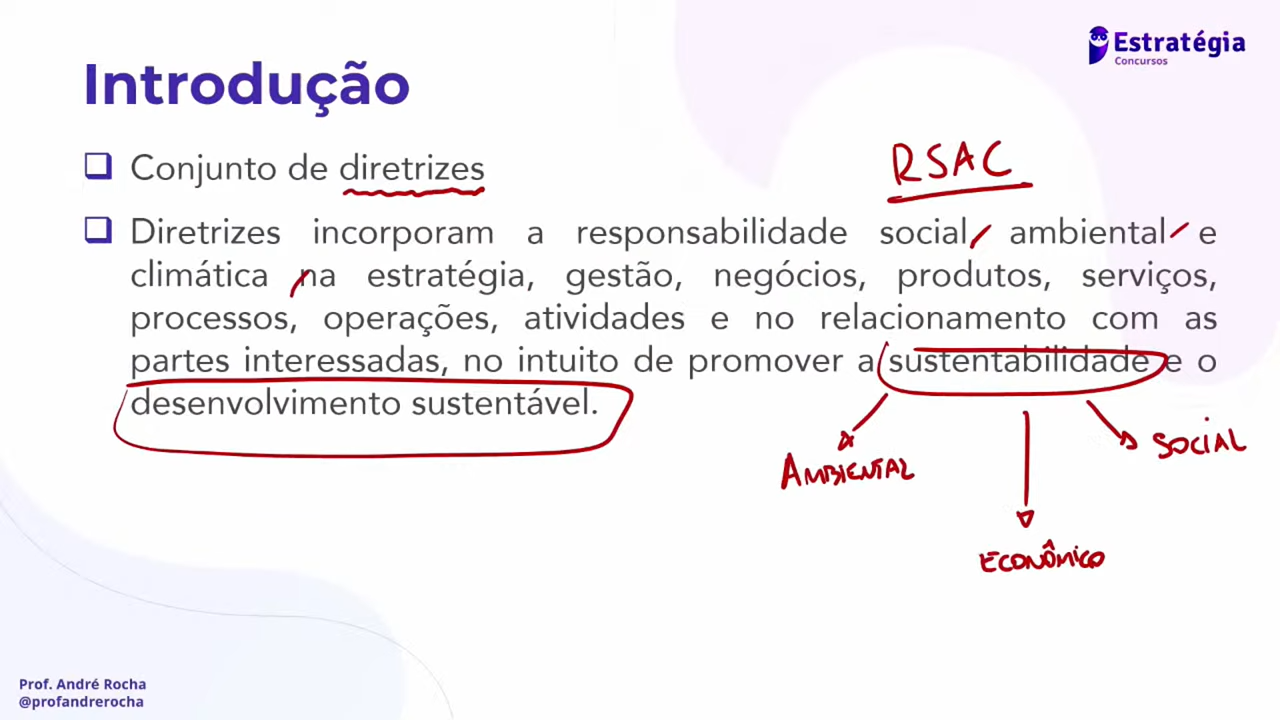 Estratégia
Concursos
Introdução
RSAC
Conjunto de diretrizes
Diretrizes incorporam a responsabilidade social, ambiental e
climática na estratégia, gestão, negócios, produtos, serviços,
processos, operações, atividades e no relacionamento com as
partes interessadas, no intuito de promover a sustentabilidade e o
desenvolvimento sustentável.
AMBIENTAL
SOCIAL
ECONÔMICO
Prof. André Rocha
@profandrerocha